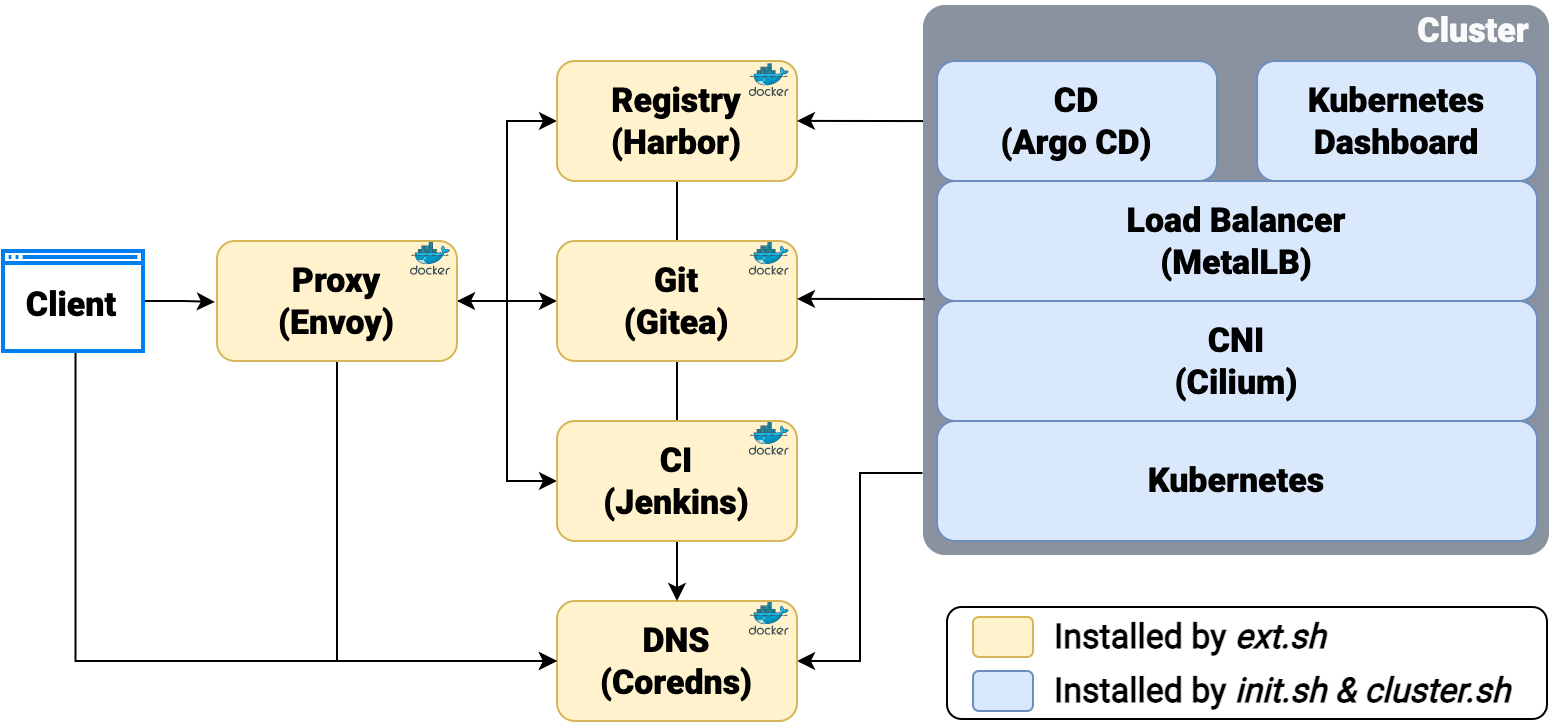 Cluster
docker
Registry
(Harbor)
CD
(Argo CD)
Kubernetes
Dashboard
Load Balancer
(MetalLB)
Client
docker
Proxy
(Envoy)
docker
Git
(Gitea)
CNI
(Cilium)
docker
CI
(Jenkins)
Kubernetes
docker
DNS
(Coredns)
Installed by ext.sh
Installed by init.sh & cluster.sh